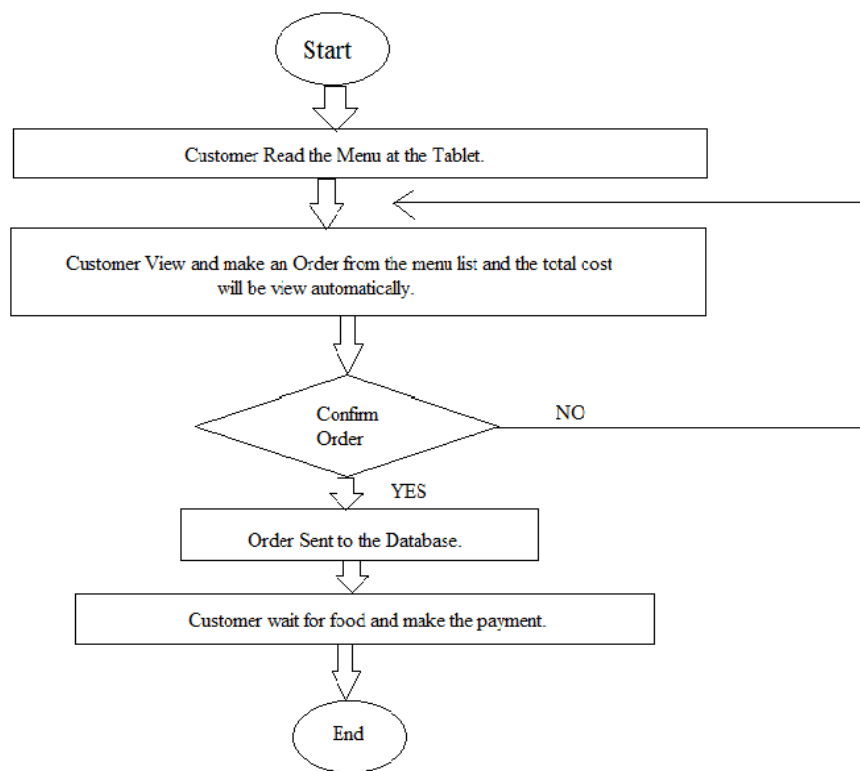 Start
Customer Read the Menu at the Tablet.
Customer View and make an Order from the menu list and the total cost
will be view automatically.
Confirm
Order
NO
YES
Order Sent to the Database.
Customer wait for food and make the payment.
End